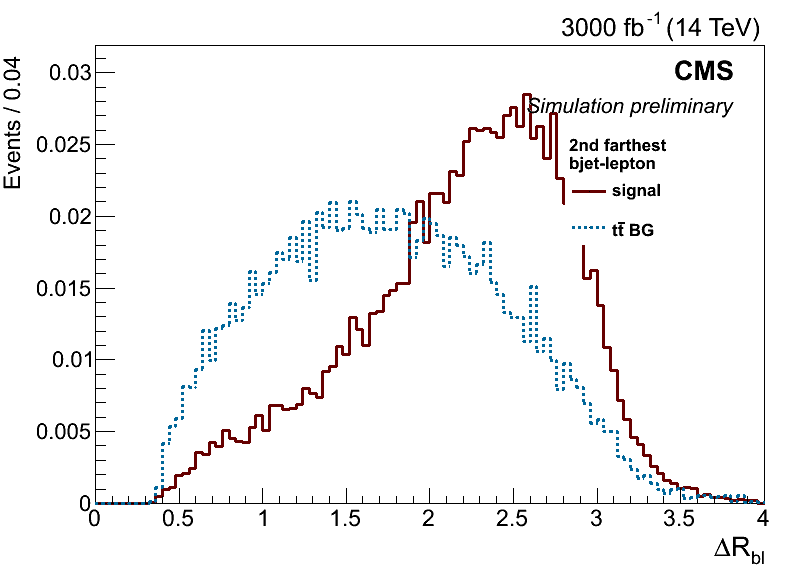 3000 fb⁻¹ (14 TeV)
Events / 0.04
CMS
Simulation preliminary
2nd farthest
bjet-lepton
signal
tt̄ BG
0.03
0.025
0.02
0.015
0.01
0.005
0
0 0.5 1 1.5 2 2.5 3 3.5 4
ΔR_bl